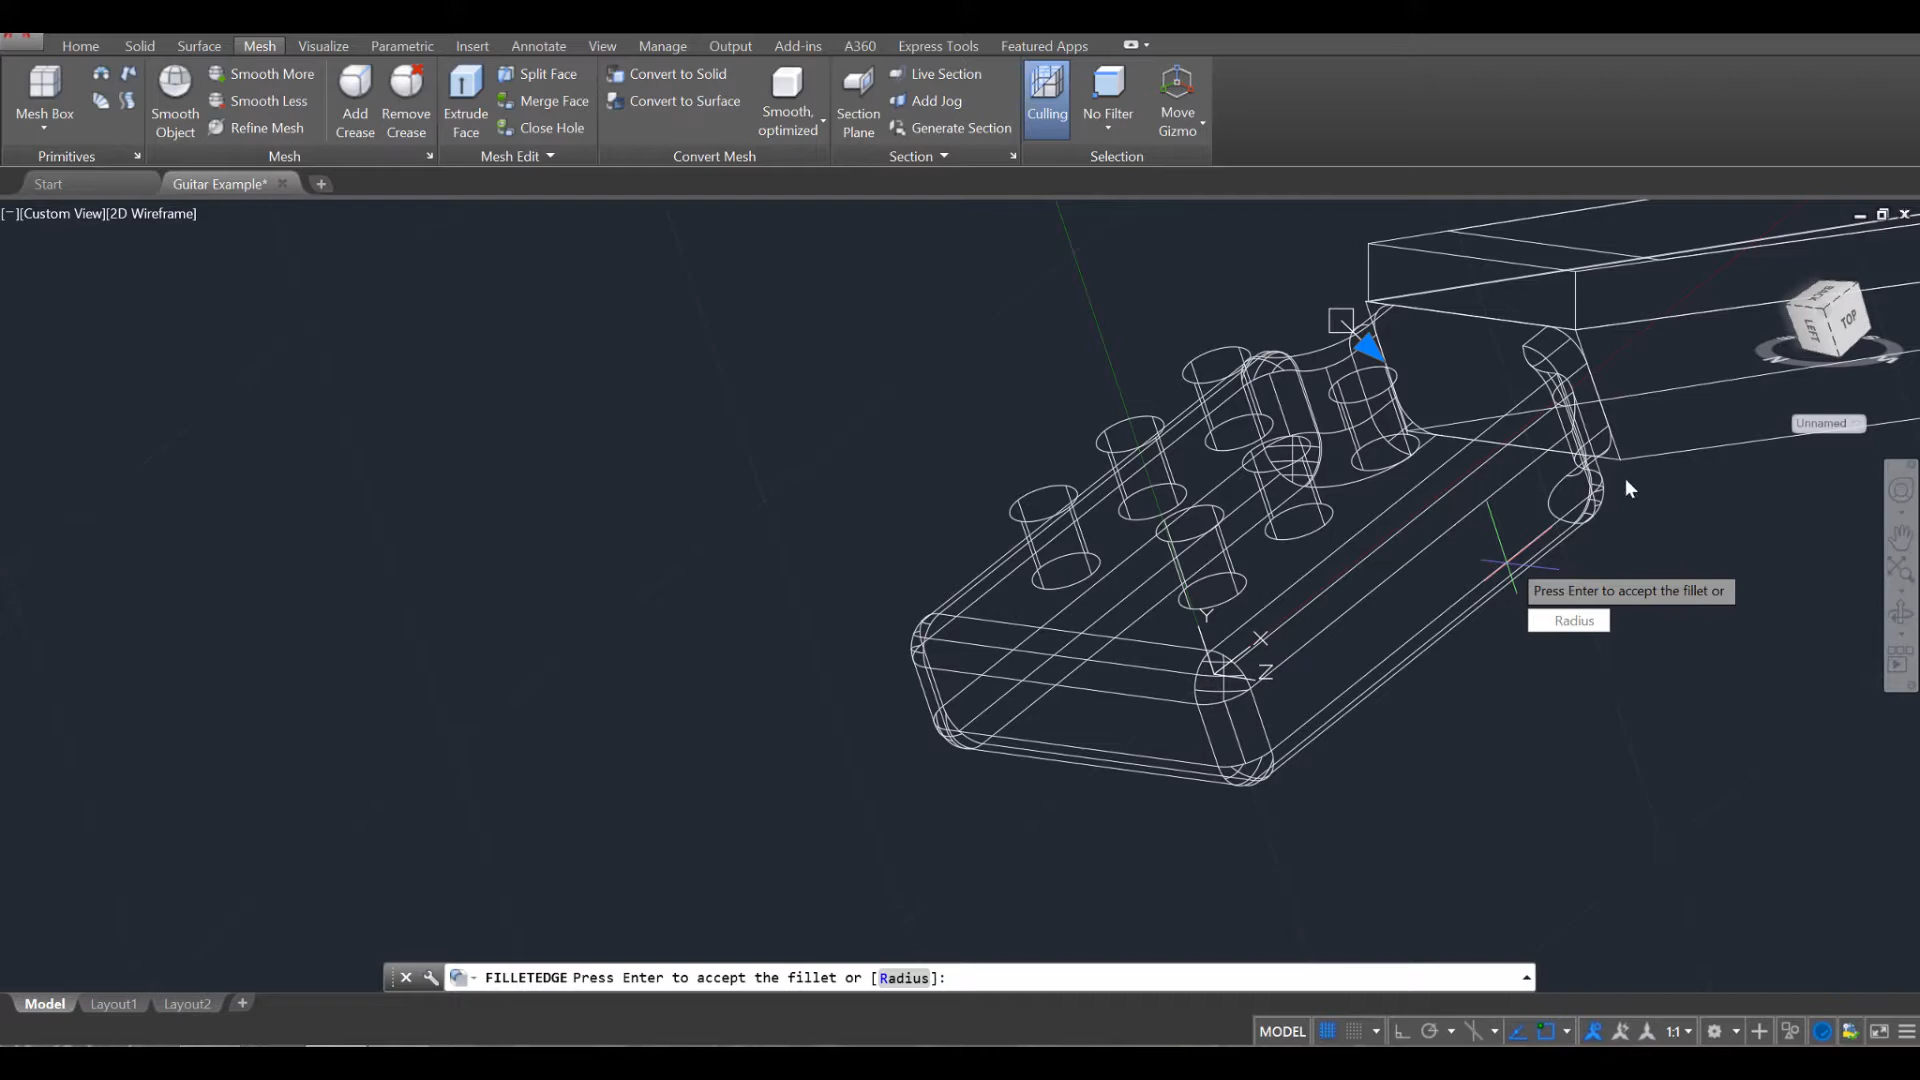 Home Solid Surface Mesh Visualize Parametric Insert Annotate View Manage Output Add-ins A360 Express Tools Featured Apps
Mesh Box
Smooth Object
Smooth More
Smooth Less
Refine Mesh
Add Crease
Remove Crease
Extrude Face
Split Face
Merge Face
Close Hole
Convert to Solid
Convert to Surface
Smooth, optimized
Section Plane
Live Section
Add Jog
Generate Section
Culling
No Filter
Move Gizmo
Primitives Mesh Mesh Edit Convert Mesh Section Selection
Start Guitar Example*
[−][Custom View][2D Wireframe]
BACK
LEFT
TOP
Unnamed
Press Enter to accept the fillet or
Radius
Y
X
Z
FILLETEDGE Press Enter to accept the fillet or [Radius]:
Model Layout1 Layout2
MODEL 1:1